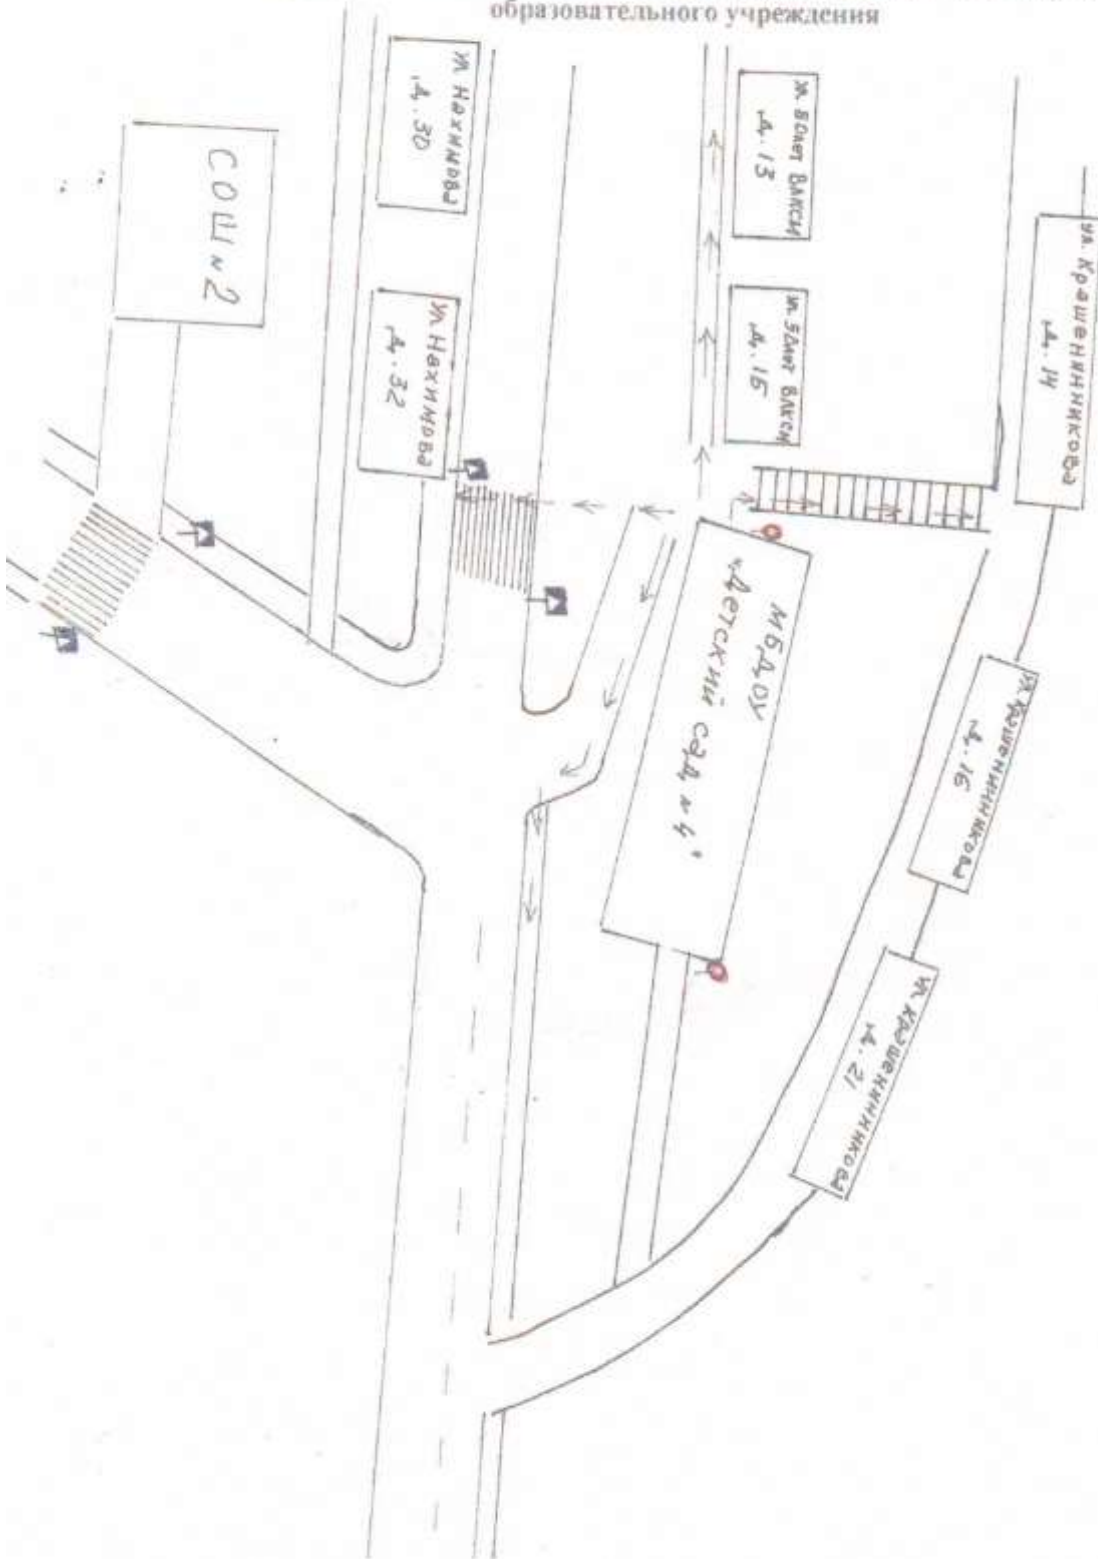 образовательного учреждения
ул Нахимова
д. 30
ул. 50лет ВЛКСМ
д. 13
СОШ №2
ул. Крашенинникова
д. 14
ул Нахимова
д. 32
ул. 50лет ВЛКСМ
д. 15
МБДОУ
"Детский сад №4"
ул. Крашенинникова
д. 16
ул. Крашенинникова
д. 21